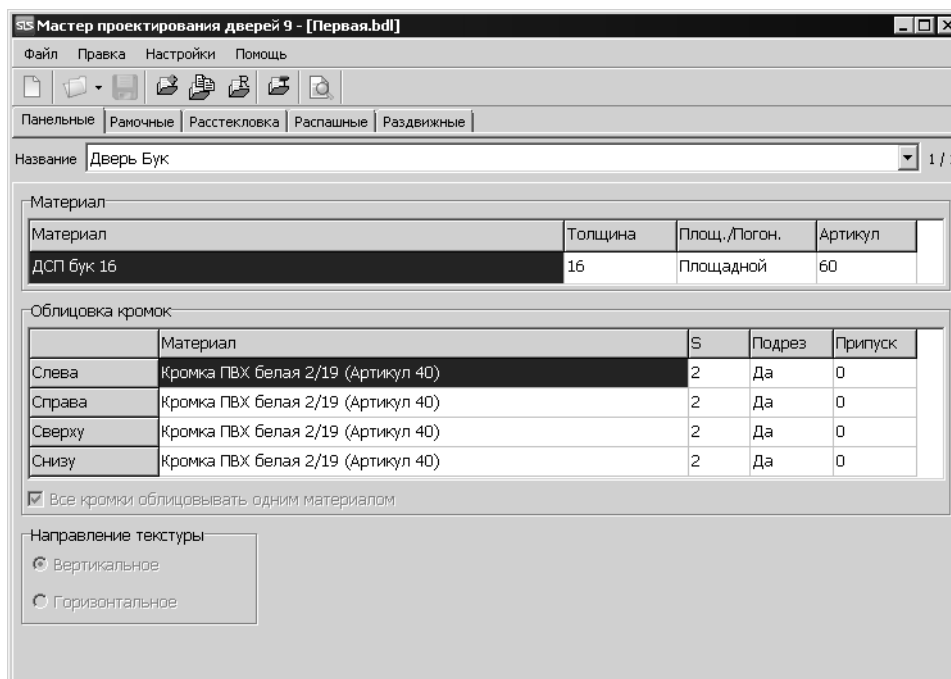 SLS Мастер проектирования дверей 9 - [Первая.bdl]
Файл Правка Настройки Помощь
Панельные Рамочные Расстекловка Распашные Раздвижные
Название Дверь Бук 1 /
Материал
Материал Толщина Площ./Погон. Артикул
ДСП бук 16 16 Площадной 60
Облицовка кромок
Материал S Подрез Припуск
Слева Кромка ПВХ белая 2/19 (Артикул 40) 2 Да 0
Справа Кромка ПВХ белая 2/19 (Артикул 40) 2 Да 0
Сверху Кромка ПВХ белая 2/19 (Артикул 40) 2 Да 0
Снизу Кромка ПВХ белая 2/19 (Артикул 40) 2 Да 0
Все кромки облицовывать одним материалом
Направление текстуры
Вертикальное
Горизонтальное